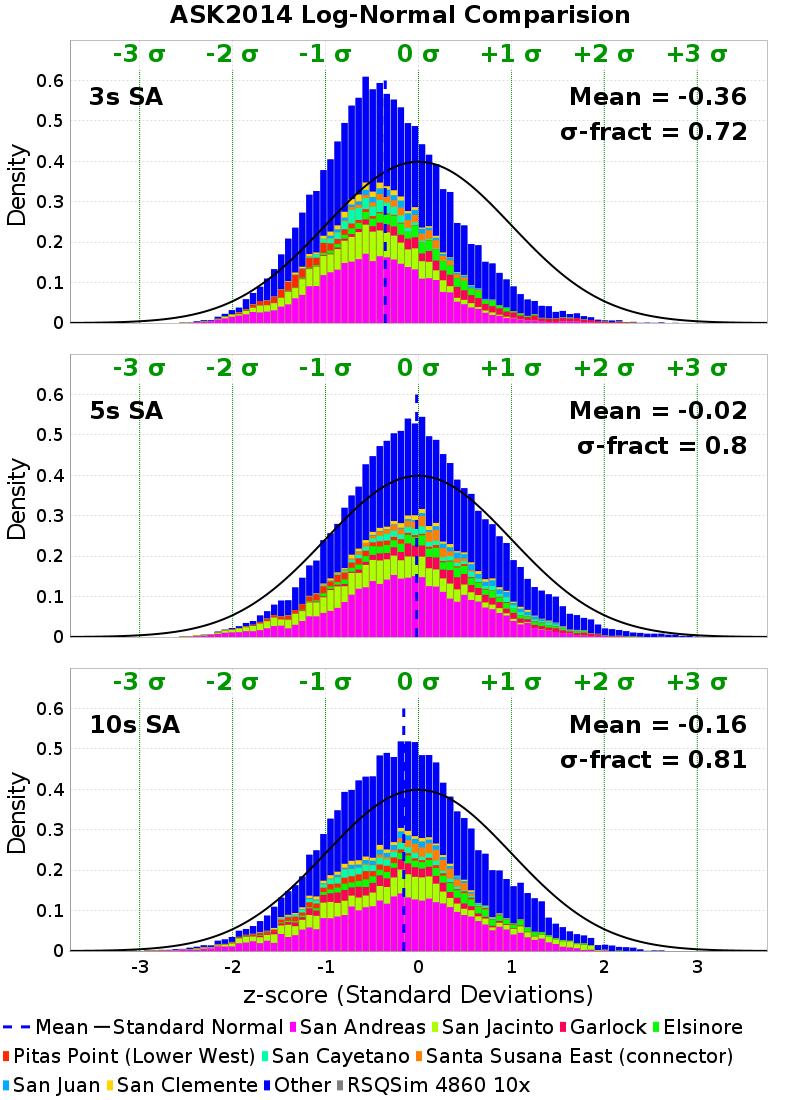 ASK2014 Log-Normal Comparision
-3 σ -2 σ -1 σ 0 σ +1 σ +2 σ +3 σ
3s SA
Mean = -0.36
σ-fract = 0.72
Density
0.6
0.5
0.4
0.3
0.2
0.1
0
-3 σ -2 σ -1 σ 0 σ +1 σ +2 σ +3 σ
5s SA
Mean = -0.02
σ-fract = 0.8
Density
0.6
0.5
0.4
0.3
0.2
0.1
0
-3 σ -2 σ -1 σ 0 σ +1 σ +2 σ +3 σ
10s SA
Mean = -0.16
σ-fract = 0.81
Density
0.6
0.5
0.4
0.3
0.2
0.1
0
-3 -2 -1 0 1 2 3
z-score (Standard Deviations)
Mean Standard Normal San Andreas San Jacinto Garlock Elsinore
Pitas Point (Lower West) San Cayetano Santa Susana East (connector)
San Juan San Clemente Other RSQSim 4860 10x